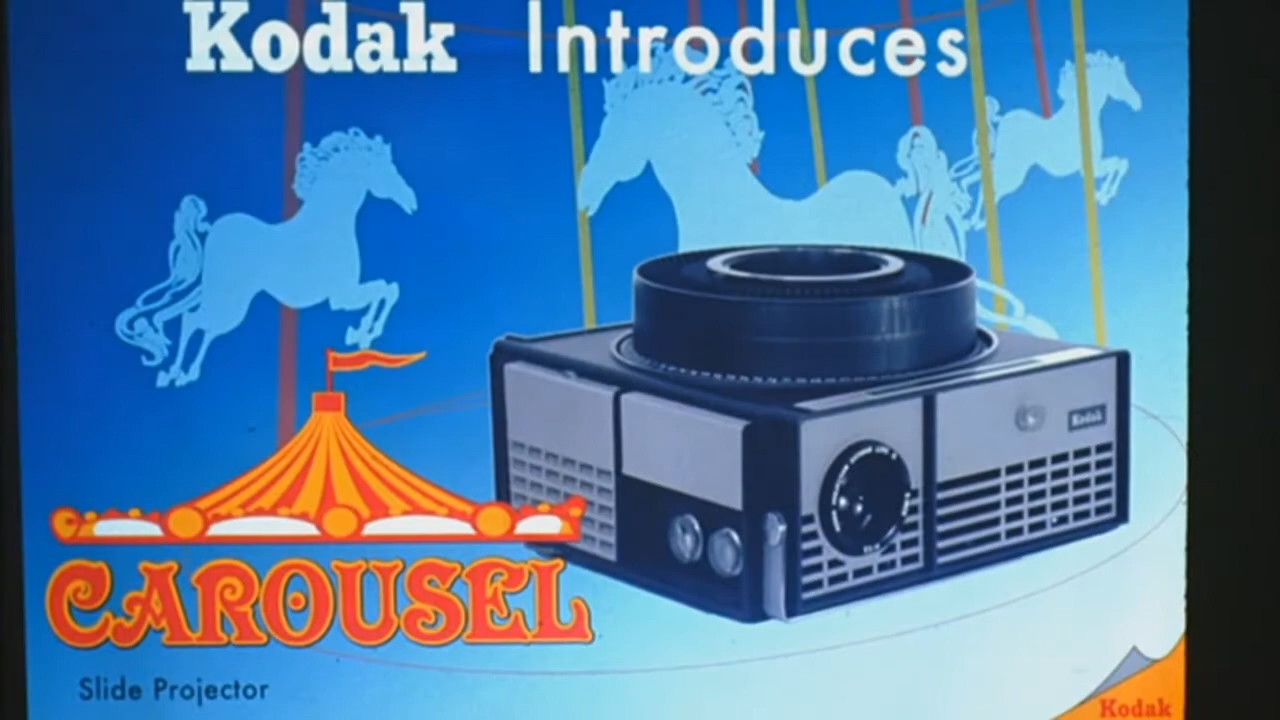 Kodak Introduces
Kodak
CAROUSEL
Slide Projector
Kodak